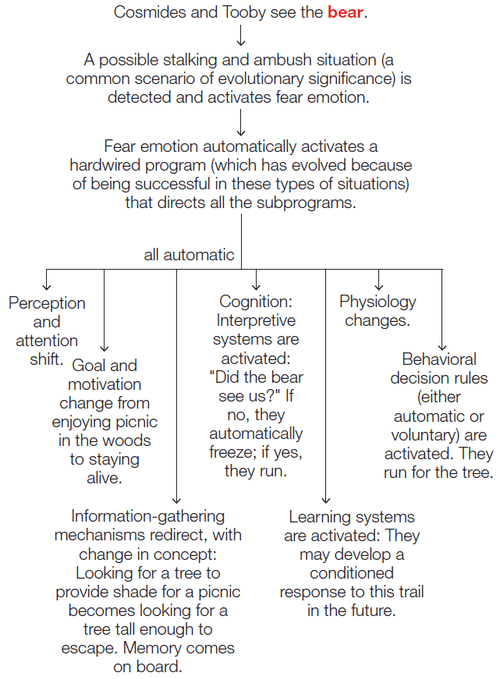 Cosmides and Tooby see the bear.
A possible stalking and ambush situation (a
common scenario of evolutionary significance) is
detected and activates fear emotion.
Fear emotion automatically activates a
hardwired program (which has evolved because
of being successful in these types of situations)
that directs all the subprograms.
all automatic
Perception
and
attention
shift.
Goal and
motivation
change from
enjoying picnic
in the woods
to staying
alive.
Information-gathering
mechanisms redirect, with
change in concept:
Looking for a tree to
provide shade for a picnic
becomes looking for a
tree tall enough to
escape. Memory comes
on board.
Cognition:
Interpretive
systems are
activated:
"Did the bear
see us?" If
no, they
automatically
freeze; if yes,
they run.
Learning systems
are activated: They
may develop a
conditioned
response to this trail
in the future.
Physiology
changes.
Behavioral
decision rules
(either
automatic or
voluntary) are
activated. They
run for the tree.